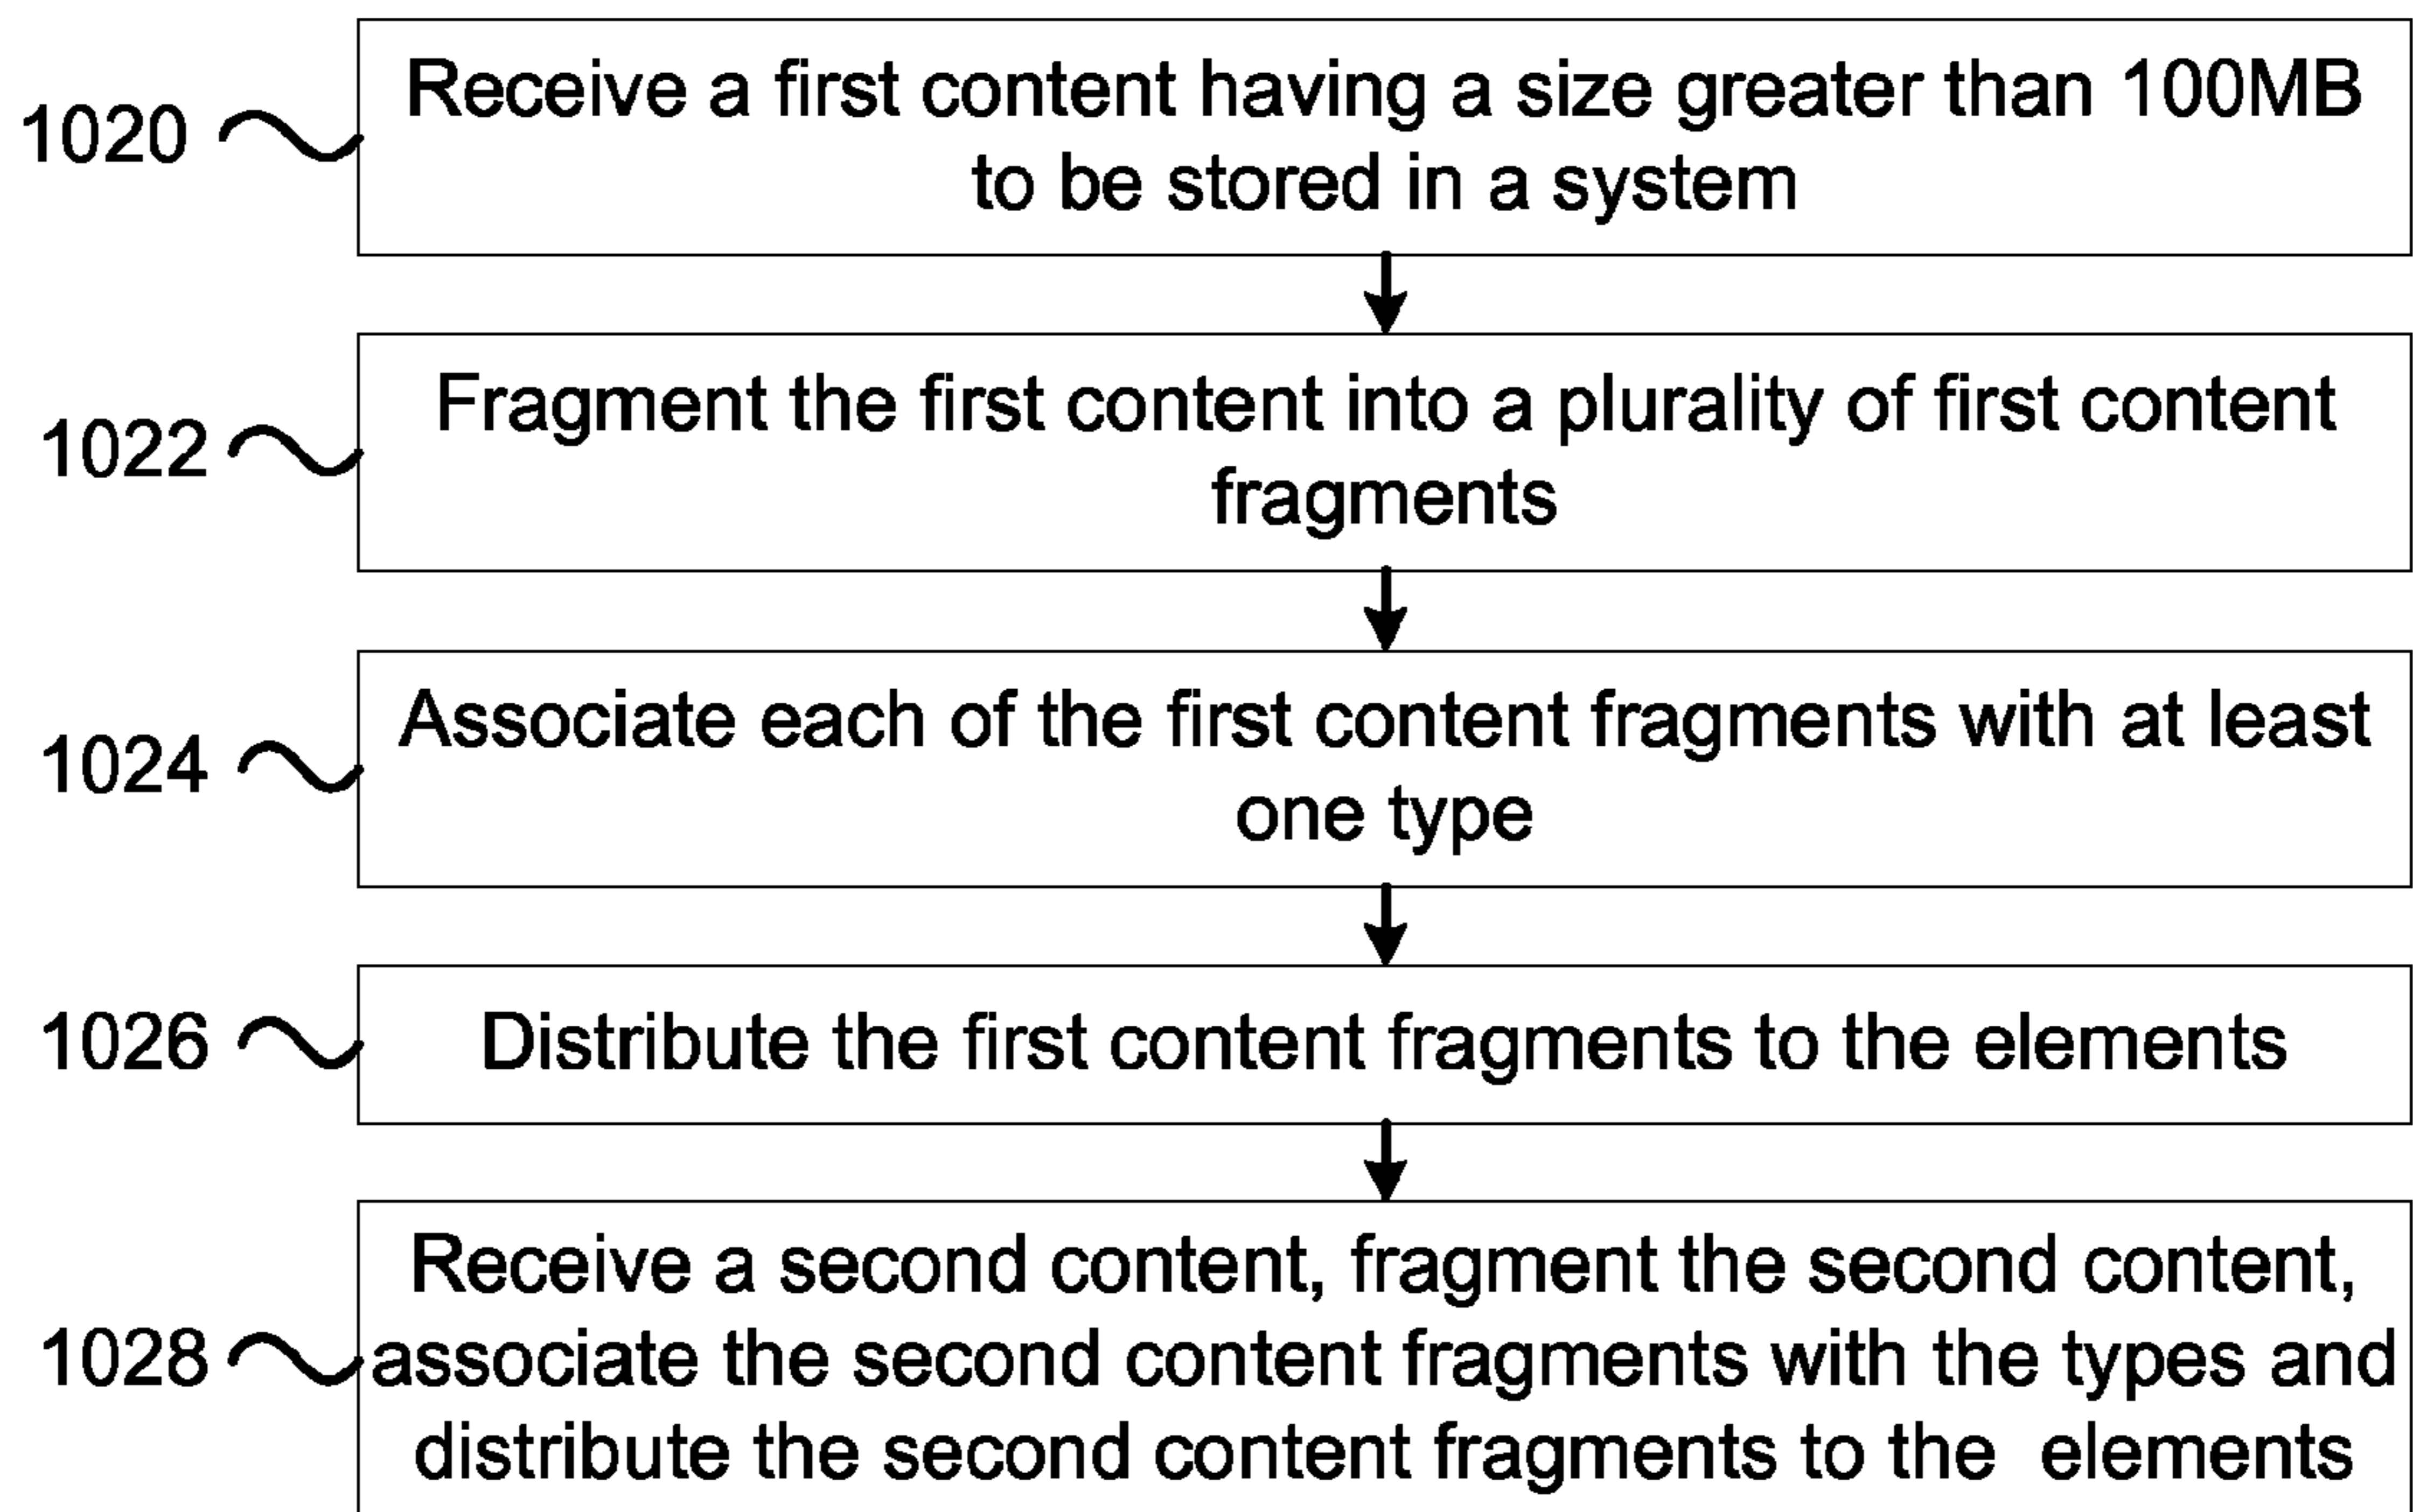 1020
Receive a first content having a size greater than 100MB
to be stored in a system
1022
Fragment the first content into a plurality of first content
fragments
1024
Associate each of the first content fragments with at least
one type
1026
Distribute the first content fragments to the elements
1028
Receive a second content, fragment the second content,
associate the second content fragments with the types and
distribute the second content fragments to the elements